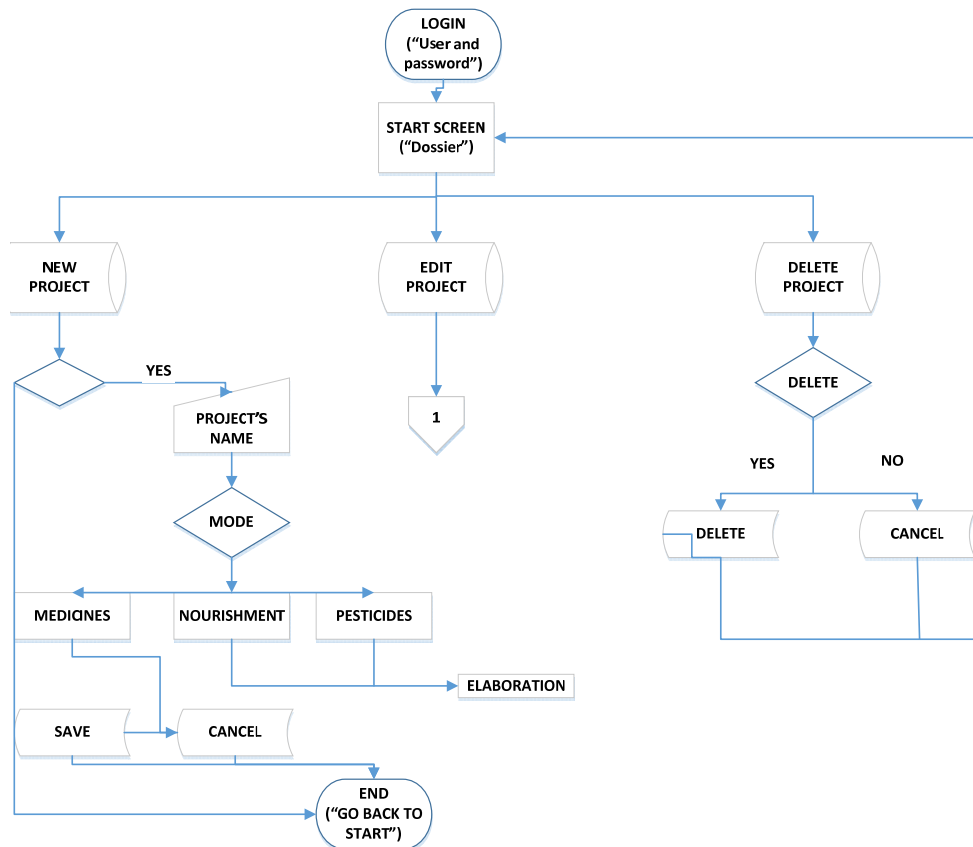 LOGIN
(“User and
password”)
START SCREEN
(“Dossier”)
NEW
PROJECT
EDIT
PROJECT
DELETE
PROJECT
YES
DELETE
PROJECT’S
NAME
1
YES
NO
MODE
DELETE
CANCEL
MEDICINES
NOURISHMENT
PESTICIDES
ELABORATION
SAVE
CANCEL
END
(“GO BACK TO
START”)